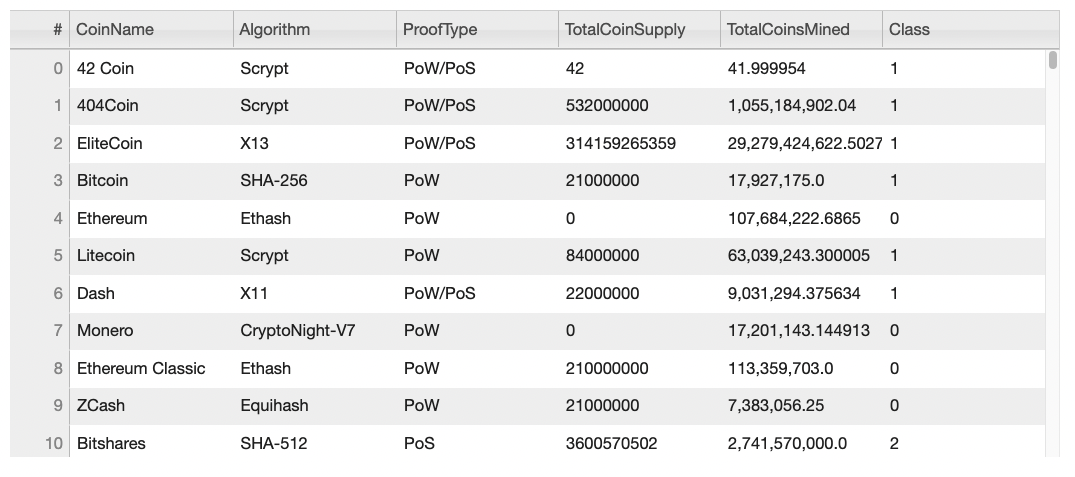 # CoinName Algorithm ProofType TotalCoinSupply TotalCoinsMined Class
0 42 Coin Scrypt PoW/PoS 42 41.999954 1
1 404Coin Scrypt PoW/PoS 532000000 1,055,184,902.04 1
2 EliteCoin X13 PoW/PoS 314159265359 29,279,424,622.5027 1
3 Bitcoin SHA-256 PoW 21000000 17,927,175.0 1
4 Ethereum Ethash PoW 0 107,684,222.6865 0
5 Litecoin Scrypt PoW 84000000 63,039,243.300005 1
6 Dash X11 PoW/PoS 22000000 9,031,294.375634 1
7 Monero CryptoNight-V7 PoW 0 17,201,143.144913 0
8 Ethereum Classic Ethash PoW 210000000 113,359,703.0 0
9 ZCash Equihash PoW 21000000 7,383,056.25 0
10 Bitshares SHA-512 PoS 3600570502 2,741,570,000.0 2